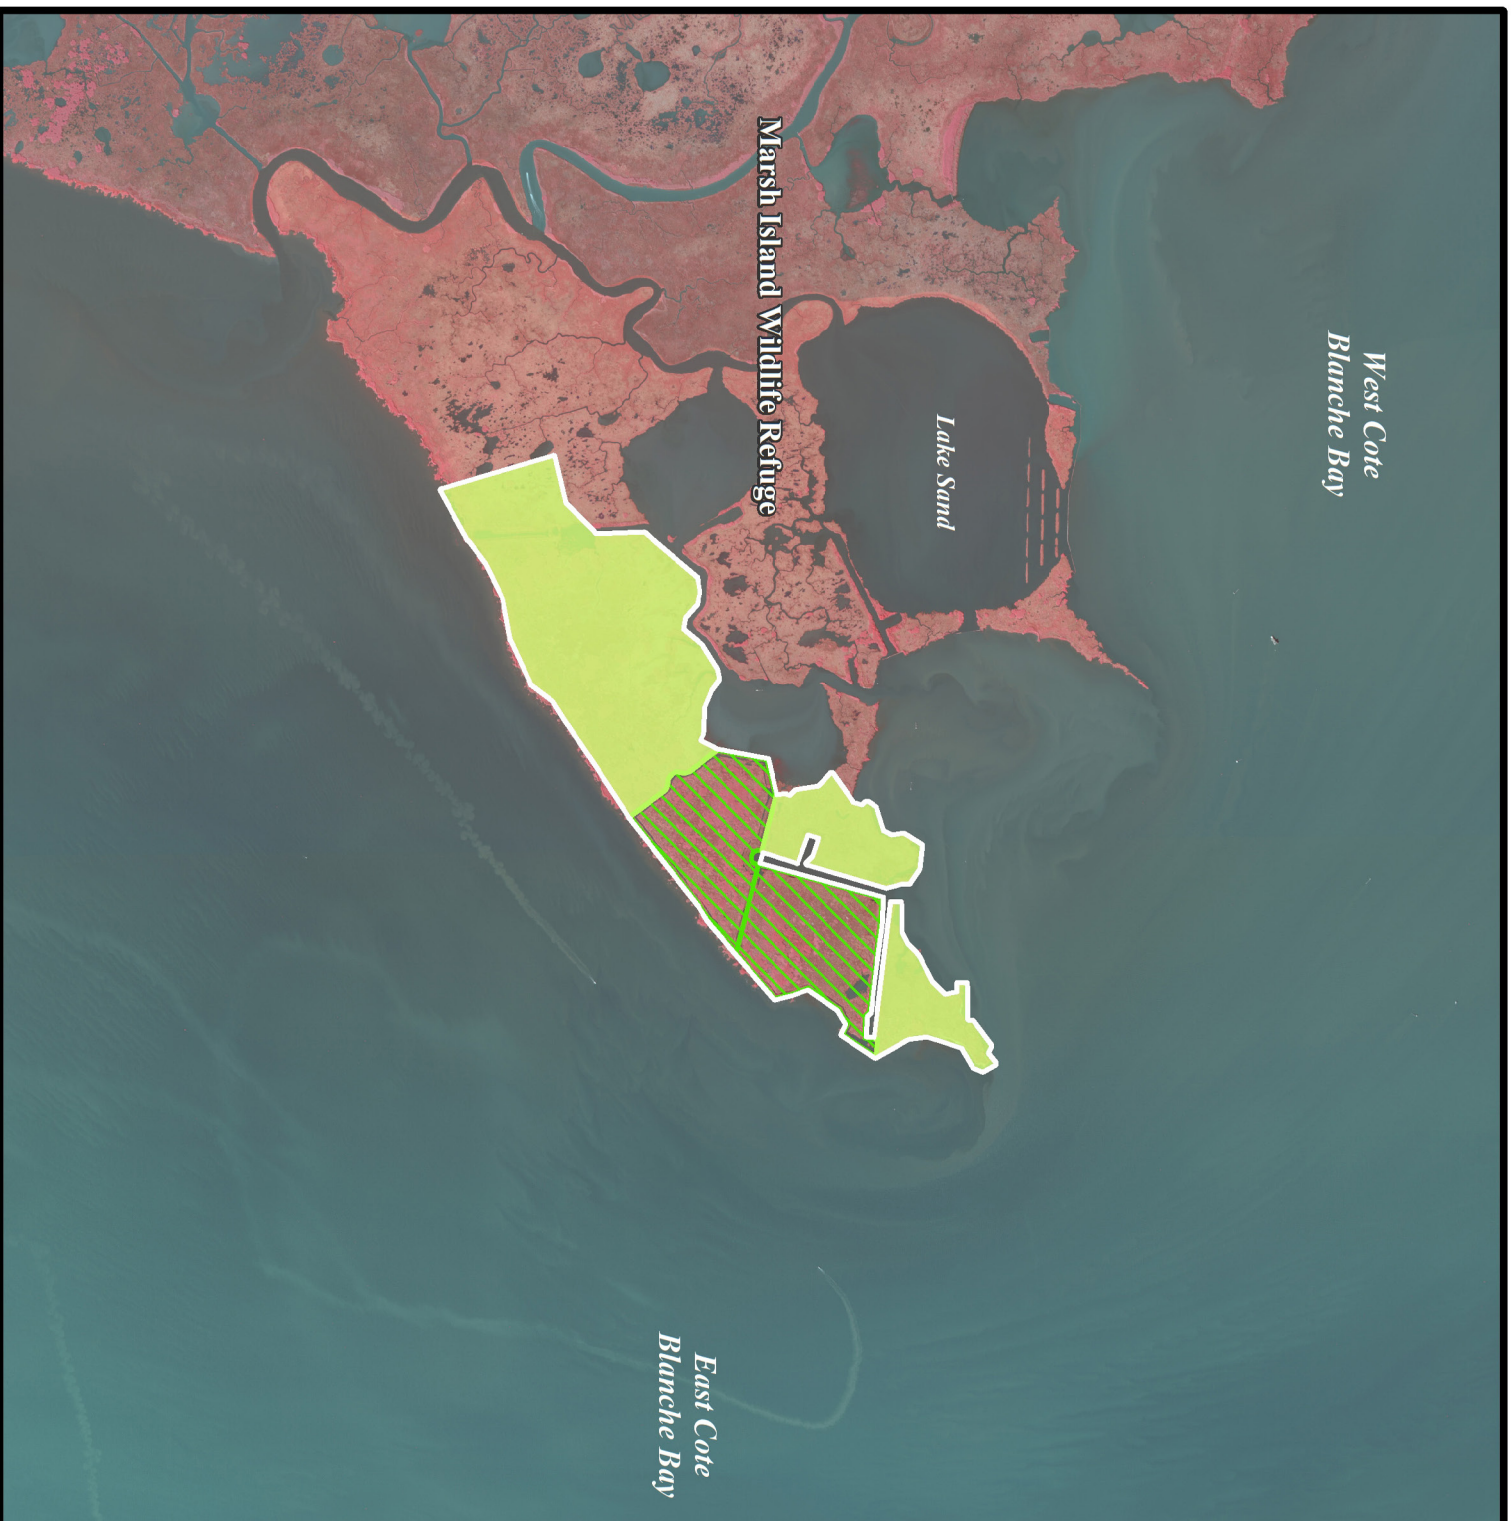 West Cote
Blanche Bay
Lake Sand
Marsh Island Wildlife Refuge
East Cote
Blanche Bay